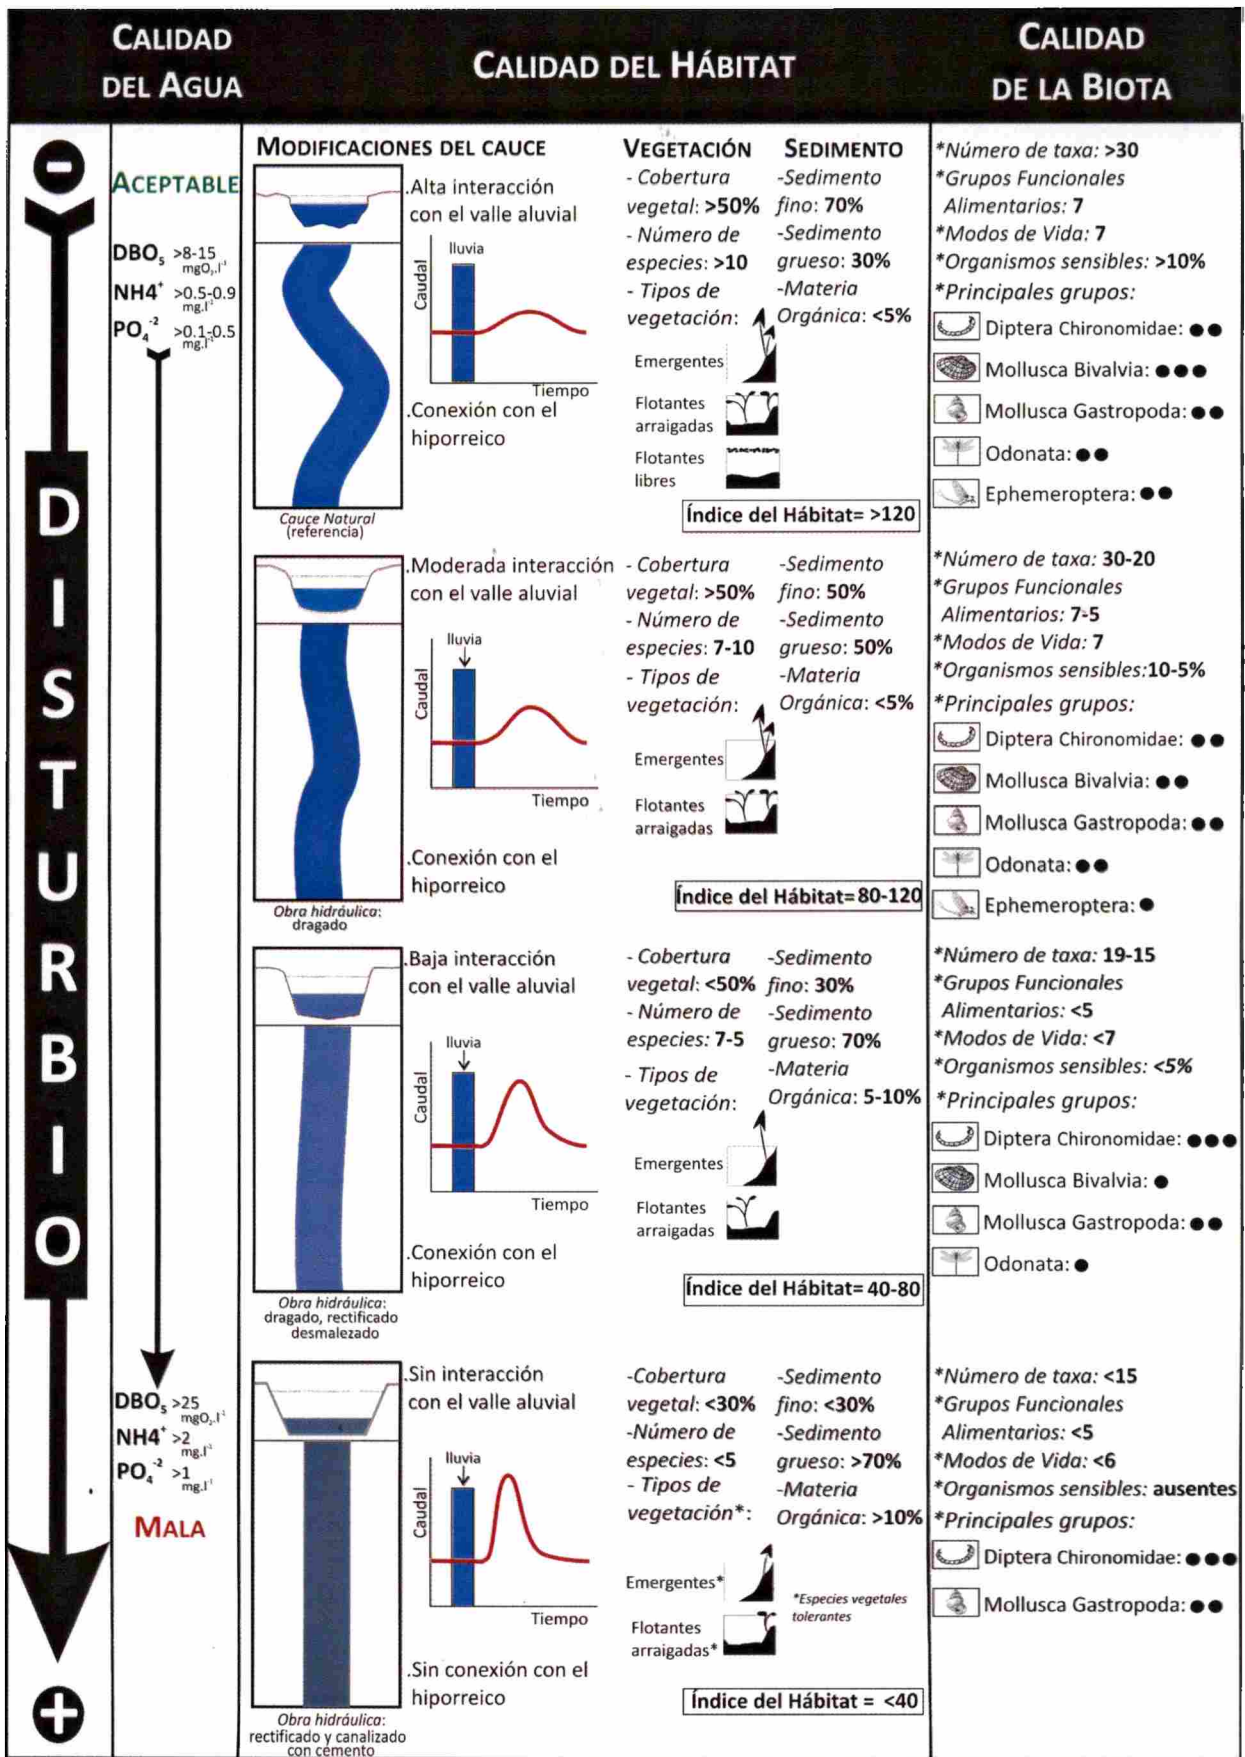 CALIDAD
DEL AGUA
CALIDAD DEL HÁBITAT
CALIDAD
DE LA BIOTA
DISTURBIO
ACEPTABLE
DBO₅ >8-15
mgO₂.l⁻¹
NH4⁺ >0.5-0.9
mg.l⁻¹
PO₄⁻² >0.1-0.5
mg.l⁻¹
DBO₅ >25
mgO₂.l⁻¹
NH4⁺ >2
mg.l⁻¹
PO₄⁻² >1
mg.l⁻¹
MALA
MODIFICACIONES DEL CAUCE
.Alta interacción
con el valle aluvial
lluvia
Caudal
Tiempo
.Conexión con el
hiporreico
Cauce Natural
(referencia)
VEGETACIÓN
- Cobertura
vegetal: >50%
- Número de
especies: >10
- Tipos de
vegetación:
Emergentes
Flotantes
arraigadas
Flotantes
libres
SEDIMENTO
-Sedimento
fino: 70%
-Sedimento
grueso: 30%
-Materia
Orgánica: <5%
Índice del Hábitat= >120
*Número de taxa: >30
*Grupos Funcionales
Alimentarios: 7
*Modos de Vida: 7
*Organismos sensibles: >10%
*Principales grupos:
Diptera Chironomidae: ●●
Mollusca Bivalvia: ●●●
Mollusca Gastropoda: ●●
Odonata: ●●
Ephemeroptera: ●●
.Moderada interacción
con el valle aluvial
lluvia
Caudal
Tiempo
.Conexión con el
hiporreico
Obra hidráulica:
dragado
- Cobertura
vegetal: >50%
- Número de
especies: 7-10
- Tipos de
vegetación:
Emergentes
Flotantes
arraigadas
-Sedimento
fino: 50%
-Sedimento
grueso: 50%
-Materia
Orgánica: <5%
Índice del Hábitat= 80-120
*Número de taxa: 30-20
*Grupos Funcionales
Alimentarios: 7-5
*Modos de Vida: 7
*Organismos sensibles:10-5%
*Principales grupos:
Diptera Chironomidae: ●●
Mollusca Bivalvia: ●●
Mollusca Gastropoda: ●●
Odonata: ●●
Ephemeroptera: ●
.Baja interacción
con el valle aluvial
lluvia
Caudal
Tiempo
.Conexión con el
hiporreico
Obra hidráulica:
dragado, rectificado
desmalezado
- Cobertura
vegetal: <50%
- Número de
especies: 7-5
- Tipos de
vegetación:
Emergentes
Flotantes
arraigadas
-Sedimento
fino: 30%
-Sedimento
grueso: 70%
-Materia
Orgánica: 5-10%
Índice del Hábitat= 40-80
*Número de taxa: 19-15
*Grupos Funcionales
Alimentarios: <5
*Modos de Vida: <7
*Organismos sensibles: <5%
*Principales grupos:
Diptera Chironomidae: ●●●
Mollusca Bivalvia: ●
Mollusca Gastropoda: ●●
Odonata: ●
.Sin interacción
con el valle aluvial
lluvia
Caudal
Tiempo
.Sin conexión con el
hiporreico
Obra hidráulica:
rectificado y canalizado
con cemento
-Cobertura
vegetal: <30%
-Número de
especies: <5
- Tipos de
vegetación*:
Emergentes*
Flotantes
arraigadas*
*Especies vegetales
tolerantes
-Sedimento
fino: <30%
-Sedimento
grueso: >70%
-Materia
Orgánica: >10%
Índice del Hábitat = <40
*Número de taxa: <15
*Grupos Funcionales
Alimentarios: <5
*Modos de Vida: <6
*Organismos sensibles: ausentes
*Principales grupos:
Diptera Chironomidae: ●●●
Mollusca Gastropoda: ●●